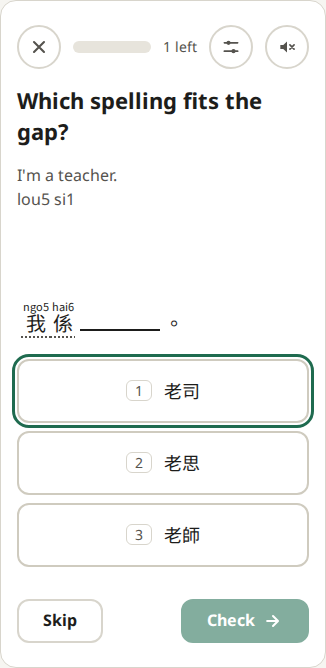 1 left
Which spelling fits the
gap?
I'm a teacher.
lou5 si1
ngo5 hai6
我係 。
1 老司
2 老思
3 老師
Skip
Check